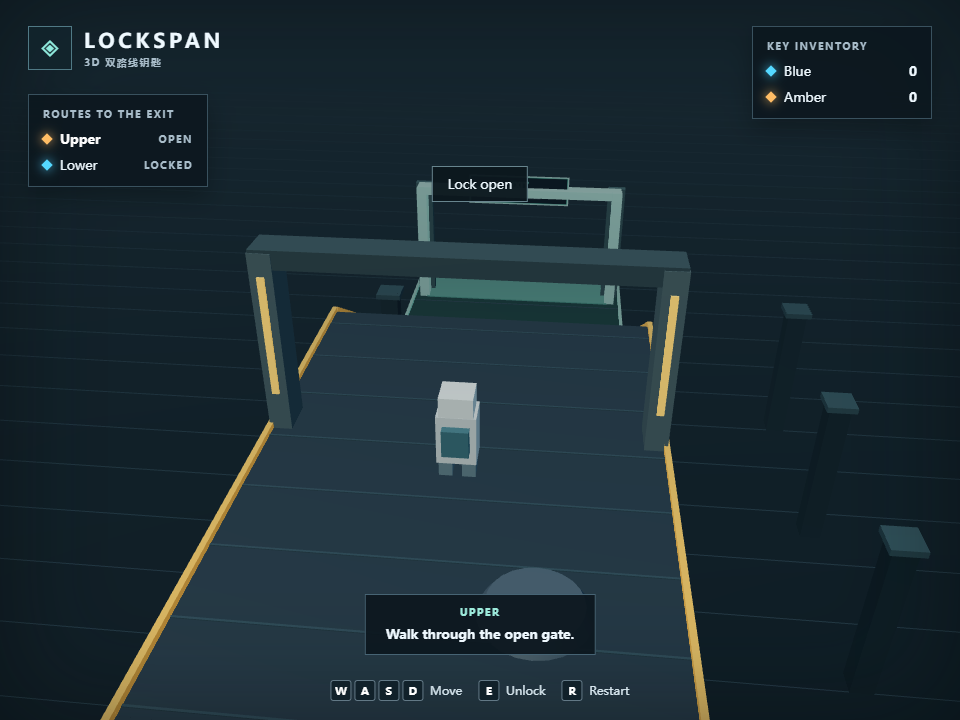 LOCKSPAN
3D 双路线钥匙
ROUTES TO THE EXIT
Upper OPEN
Lower LOCKED
KEY INVENTORY
Blue 0
Amber 0
Lock open
UPPER
Walk through the open gate.
W A S D Move E Unlock R Restart